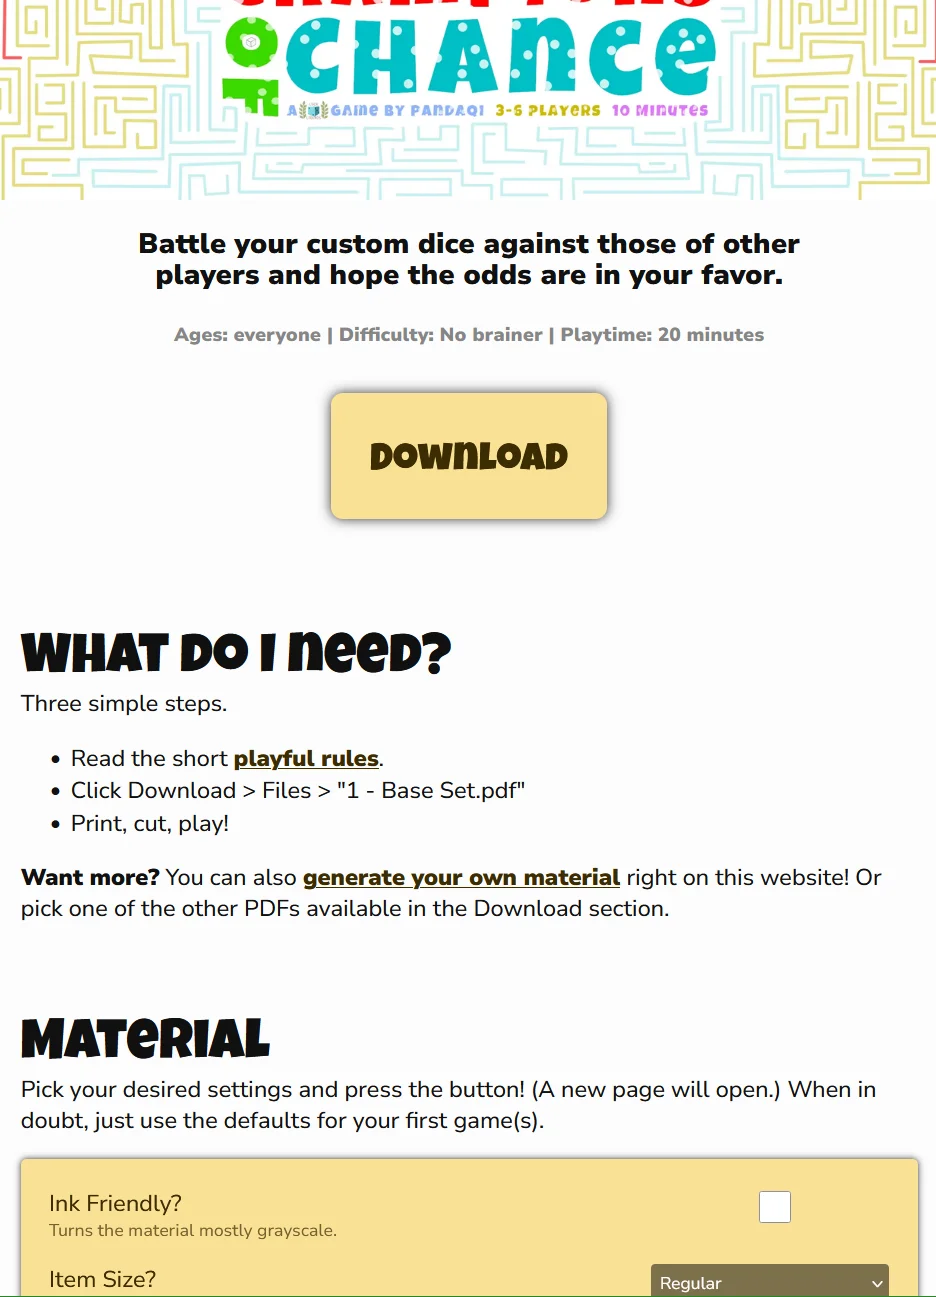 OF
CHANCE
A GAME BY PANDAQI 3-6 PLAYERS 10 MINUTES
Battle your custom dice against those of other
players and hope the odds are in your favor.
Ages: everyone | Difficulty: No brainer | Playtime: 20 minutes
DOWNLOAD
WHAT DO I NEED?
Three simple steps.
• Read the short playful rules.
• Click Download > Files > "1 - Base Set.pdf"
• Print, cut, play!
Want more? You can also generate your own material right on this website! Or
pick one of the other PDFs available in the Download section.
MATERIAL
Pick your desired settings and press the button! (A new page will open.) When in
doubt, just use the defaults for your first game(s).
Ink Friendly?
Turns the material mostly grayscale.
Item Size?
Regular